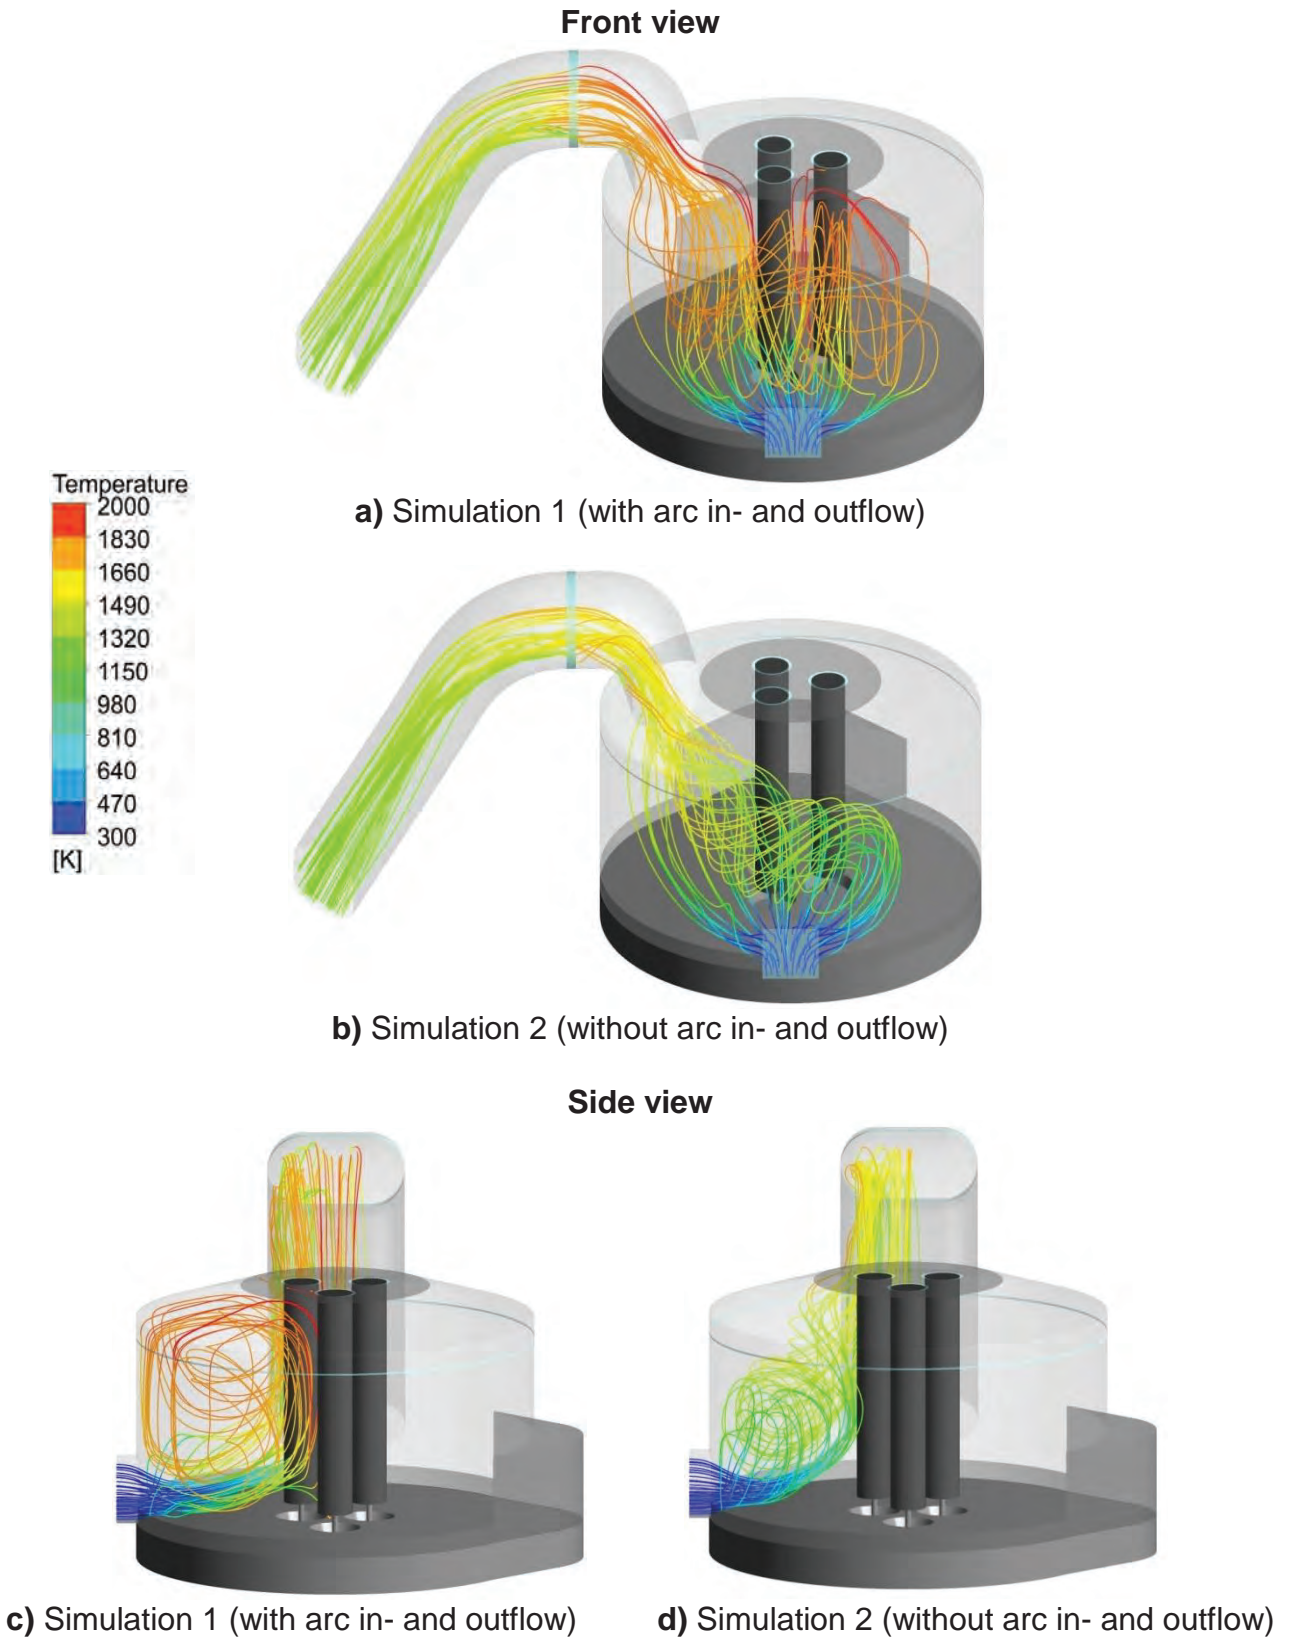 Front view
a) Simulation 1 (with arc in- and outflow)
Temperature
2000
1830
1660
1490
1320
1150
980
810
640
470
300
[K]
b) Simulation 2 (without arc in- and outflow)
Side view
c) Simulation 1 (with arc in- and outflow)
d) Simulation 2 (without arc in- and outflow)